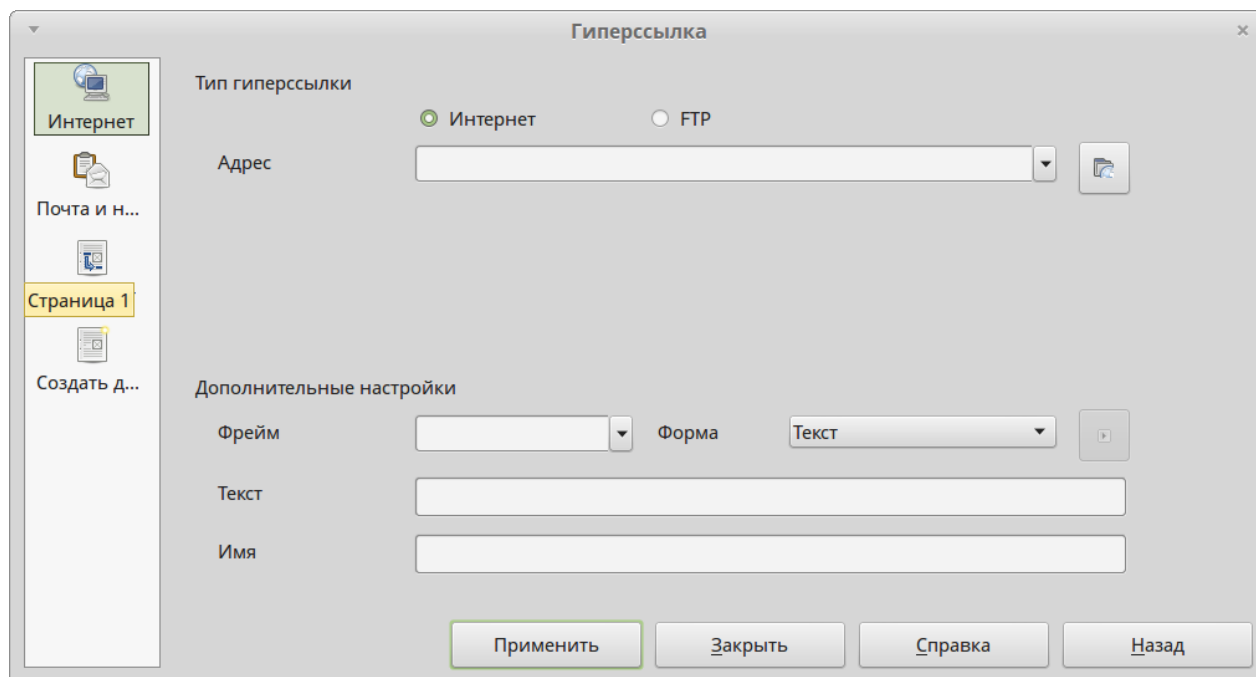 Гиперссылка
Интернет
Почта и н...
Страница 1
Создать д...
Тип гиперссылки
Интернет FTP
Адрес
Дополнительные настройки
Фрейм Форма Текст
Текст
Имя
Применить Закрыть Справка Назад